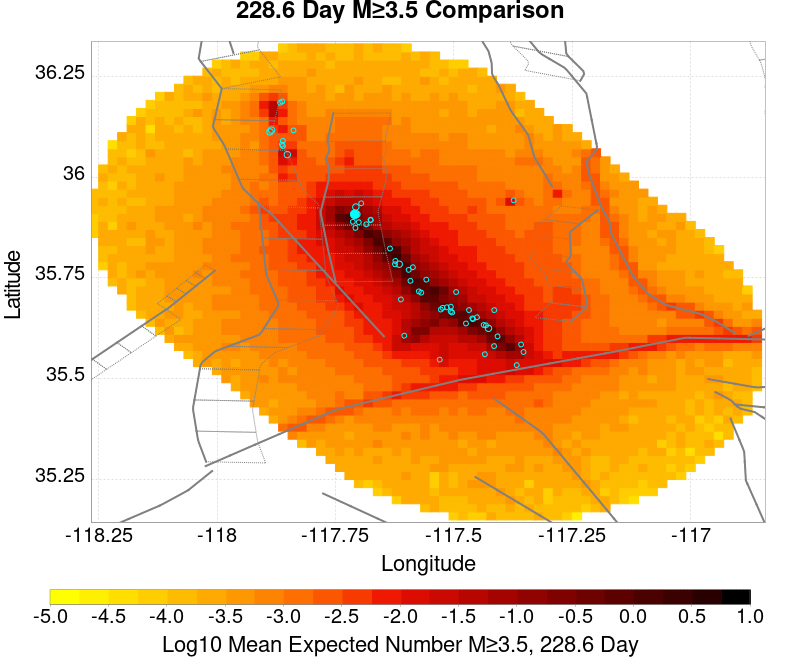 228.6 Day M≥3.5 Comparison
36.25
36
35.75
35.5
35.25
Latitude
-118.25 -118 -117.75 -117.5 -117.25 -117
Longitude
-5.0 -4.5 -4.0 -3.5 -3.0 -2.5 -2.0 -1.5 -1.0 -0.5 0.0 0.5 1.0
Log10 Mean Expected Number M≥3.5, 228.6 Day